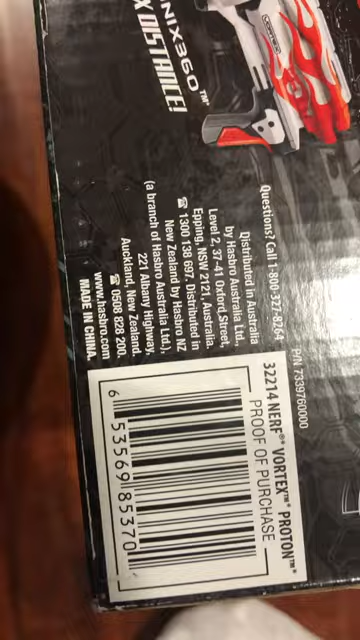 NIX360™*
X DISTANCE!
Questions? Call 1-800-327-8264
P/N 7339760000
Distributed in Australia
by Hasbro Australia Ltd.,
Level 2, 37-41 Oxford Street,
Epping, NSW 2121, Australia.
☎ 1300 138 697. Distributed in
New Zealand by Hasbro NZ
(a branch of Hasbro Australia Ltd.),
221 Albany Highway,
Auckland, New Zealand.
☎ 0508 828 200.
www.hasbro.com
MADE IN CHINA.
32214 NERF®* VORTEX™* PROTON™*
PROOF OF PURCHASE
6 53569 85370